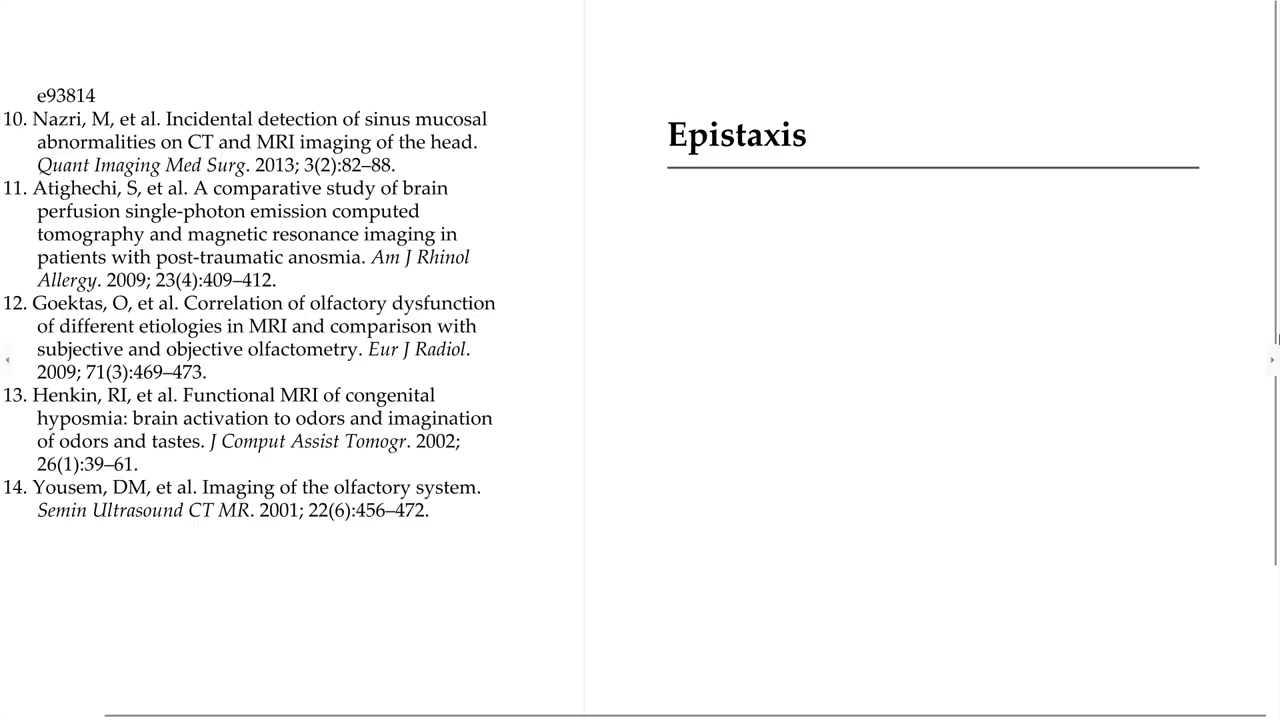 e93814
10. Nazri, M, et al. Incidental detection of sinus mucosal
abnormalities on CT and MRI imaging of the head.
Quant Imaging Med Surg. 2013; 3(2):82–88.
11. Atighechi, S, et al. A comparative study of brain
perfusion single-photon emission computed
tomography and magnetic resonance imaging in
patients with post-traumatic anosmia. Am J Rhinol
Allergy. 2009; 23(4):409–412.
12. Goektas, O, et al. Correlation of olfactory dysfunction
of different etiologies in MRI and comparison with
subjective and objective olfactometry. Eur J Radiol.
2009; 71(3):469–473.
13. Henkin, RI, et al. Functional MRI of congenital
hyposmia: brain activation to odors and imagination
of odors and tastes. J Comput Assist Tomogr. 2002;
26(1):39–61.
14. Yousem, DM, et al. Imaging of the olfactory system.
Semin Ultrasound CT MR. 2001; 22(6):456–472.
Epistaxis